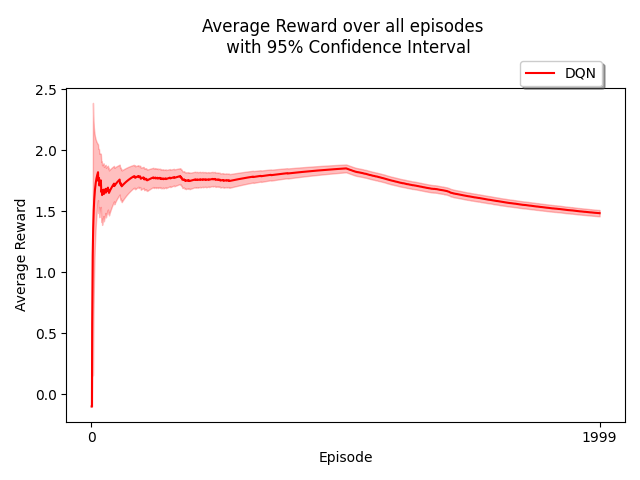 Average Reward over all episodes
with 95% Confidence Interval
DQN
2.5
2.0
1.5
1.0
0.5
0.0
Average Reward
0 1999
Episode